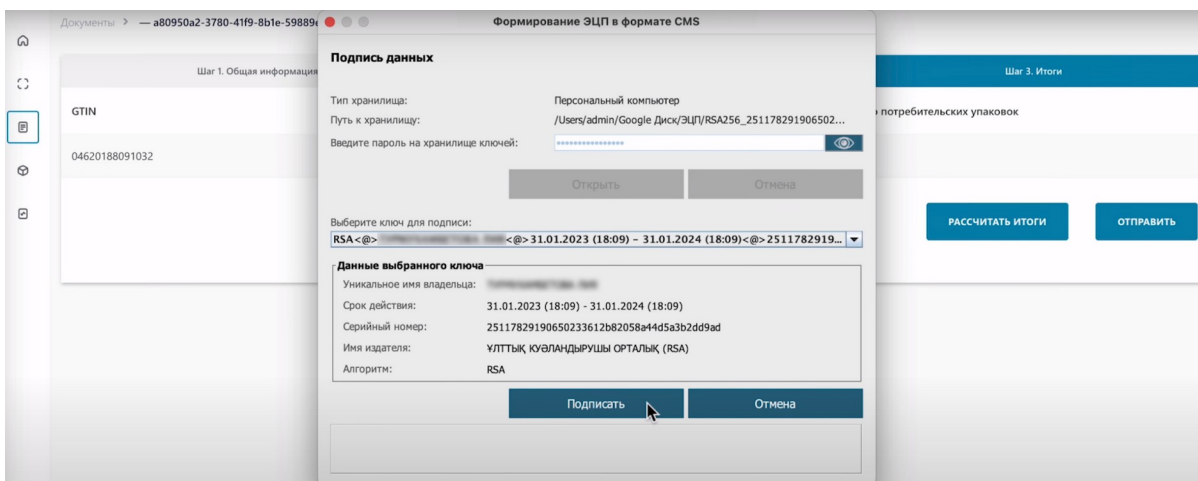 Документы > — a80950a2-3780-41f9-8b1e-59889e
Формирование ЭЦП в формате CMS
Шаг 1. Общая информация
Шаг 3. Итоги
GTIN
потребительских упаковок
04620188091032
РАССЧИТАТЬ ИТОГИ
ОТПРАВИТЬ
Подпись данных
Тип хранилища: Персональный компьютер
Путь к хранилищу: /Users/admin/Google Диск/ЭЦП/RSA256_251178291906502...
Введите пароль на хранилище ключей: ****************
Открыть
Отмена
Выберите ключ для подписи:
RSA<@> <@>31.01.2023 (18:09) - 31.01.2024 (18:09)<@>2511782919...
Данные выбранного ключа
Уникальное имя владельца:
Срок действия: 31.01.2023 (18:09) - 31.01.2024 (18:09)
Серийный номер: 25117829190650233612b82058a44d5a3b2dd9ad
Имя издателя: ҰЛТТЫҚ КУӘЛАНДЫРУШЫ ОРТАЛЫҚ (RSA)
Алгоритм: RSA
Подписать
Отмена